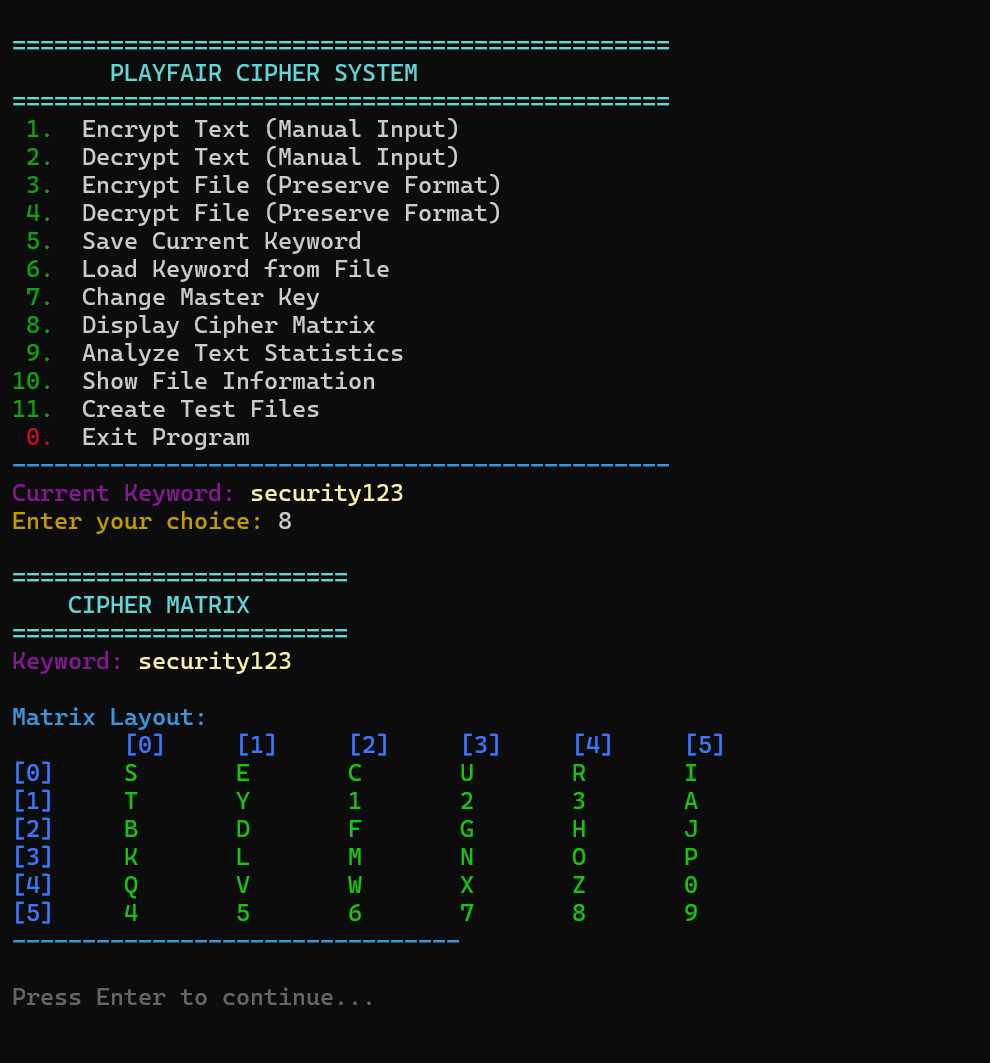 ===============================================
PLAYFAIR CIPHER SYSTEM
===============================================
1. Encrypt Text (Manual Input)
2. Decrypt Text (Manual Input)
3. Encrypt File (Preserve Format)
4. Decrypt File (Preserve Format)
5. Save Current Keyword
6. Load Keyword from File
7. Change Master Key
8. Display Cipher Matrix
9. Analyze Text Statistics
10. Show File Information
11. Create Test Files
0. Exit Program
-----------------------------------------------
Current Keyword: security123
Enter your choice: 8
========================
CIPHER MATRIX
========================
Keyword: security123
Matrix Layout:
[0] [1] [2] [3] [4] [5]
[0] S E C U R I
[1] T Y 1 2 3 A
[2] B D F G H J
[3] K L M N O P
[4] Q V W X Z 0
[5] 4 5 6 7 8 9
--------------------------------
Press Enter to continue...